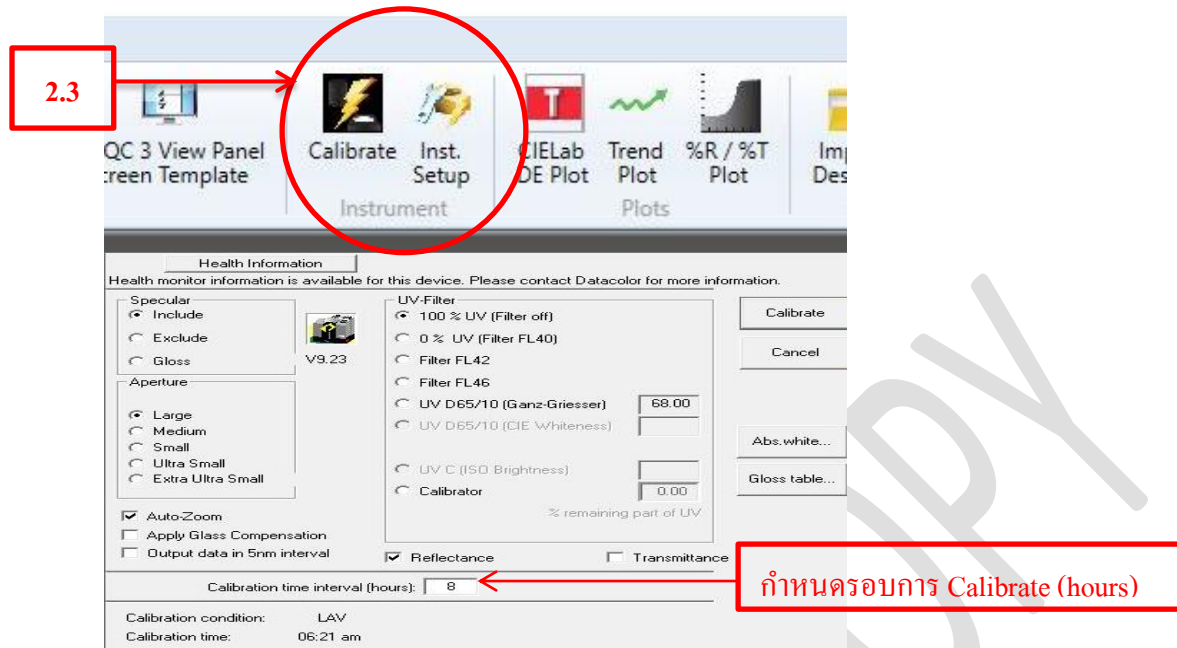 2.3
QC 3 View Panel
Calibrate
Inst.
CIELab
Trend
%R / %T
Template
Setup
DE Plot
Plot
Plot
Instrument
Plots
Health Information
Health monitor information is available for this device. Please contact Datacolor for more information.
Specular
Include
Exclude
Gloss
V9.23
Aperture
Large
Medium
Small
Ultra Small
Extra Ultra Small
Auto-Zoom
Apply Glass Compensation
Output data in 5nm interval
UV-Filter
100 % UV (Filter off)
0 % UV (Filter FL40)
Filter FL42
Filter FL46
UV D65/10 (Ganz-Griesser) 68.00
UV D65/10 (CIE Whiteness)
UV C (ISO Brightness)
Calibrator 0.00
% remaining part of UV
Reflectance
Transmittance
Calibrate
Cancel
Abs.white...
Gloss table...
Calibration time interval (hours): 8
กำหนดรอบการ Calibrate (hours)
Calibration condition: LAV
Calibration time: 06:21 am